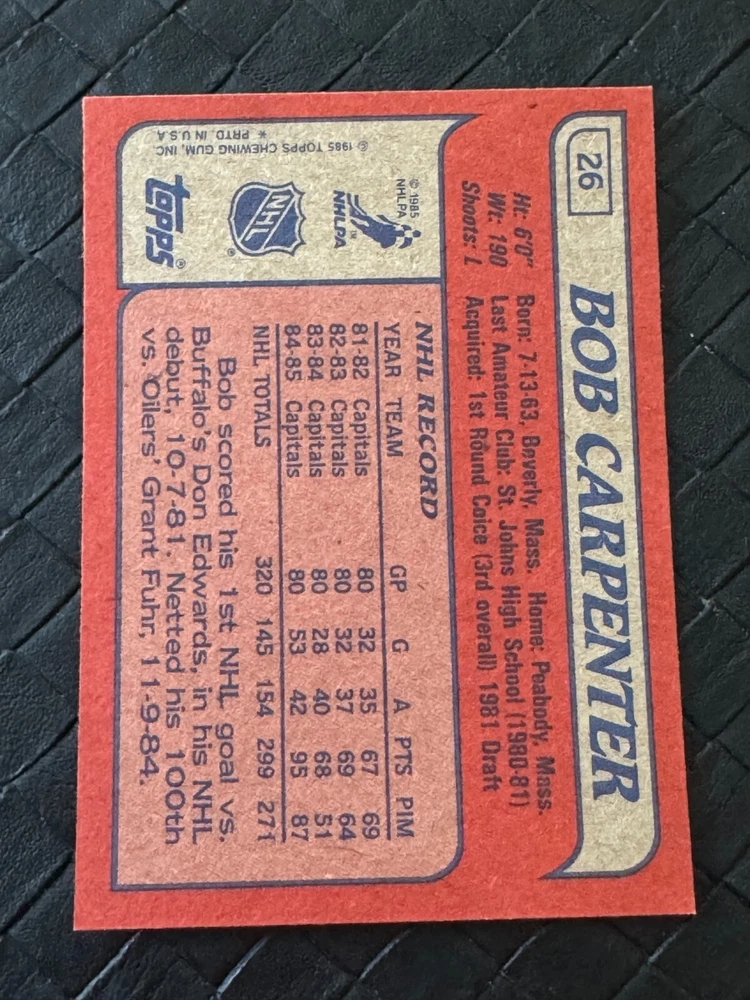 26
BOB CARPENTER
Ht: 6'0" Born: 7-13-63, Beverly, Mass. Home: Peabody, Mass.
Wt: 190 Last Amateur Club: St. Johns High School (1980-81)
Shoots: L Acquired: 1st Round Coice (3rd overall) 1981 Draft
© 1985
NHLPA
NHLPA
TM
NHL
®
topps®
© 1985 TOPPS CHEWING GUM, INC
* PRTD. IN U.S.A
NHL RECORD
YEAR TEAM GP G A PTS PIM
81-82 Capitals 80 32 35 67 69
82-83 Capitals 80 32 37 69 64
83-84 Capitals 80 28 40 68 51
84-85 Capitals 80 53 42 95 87
NHL TOTALS 320 145 154 299 271
Bob scored his 1st NHL goal vs.
Buffalo's Don Edwards, in his NHL
debut, 10-7-81. Netted his 100th
vs. Oilers' Grant Fuhr, 11-9-84.